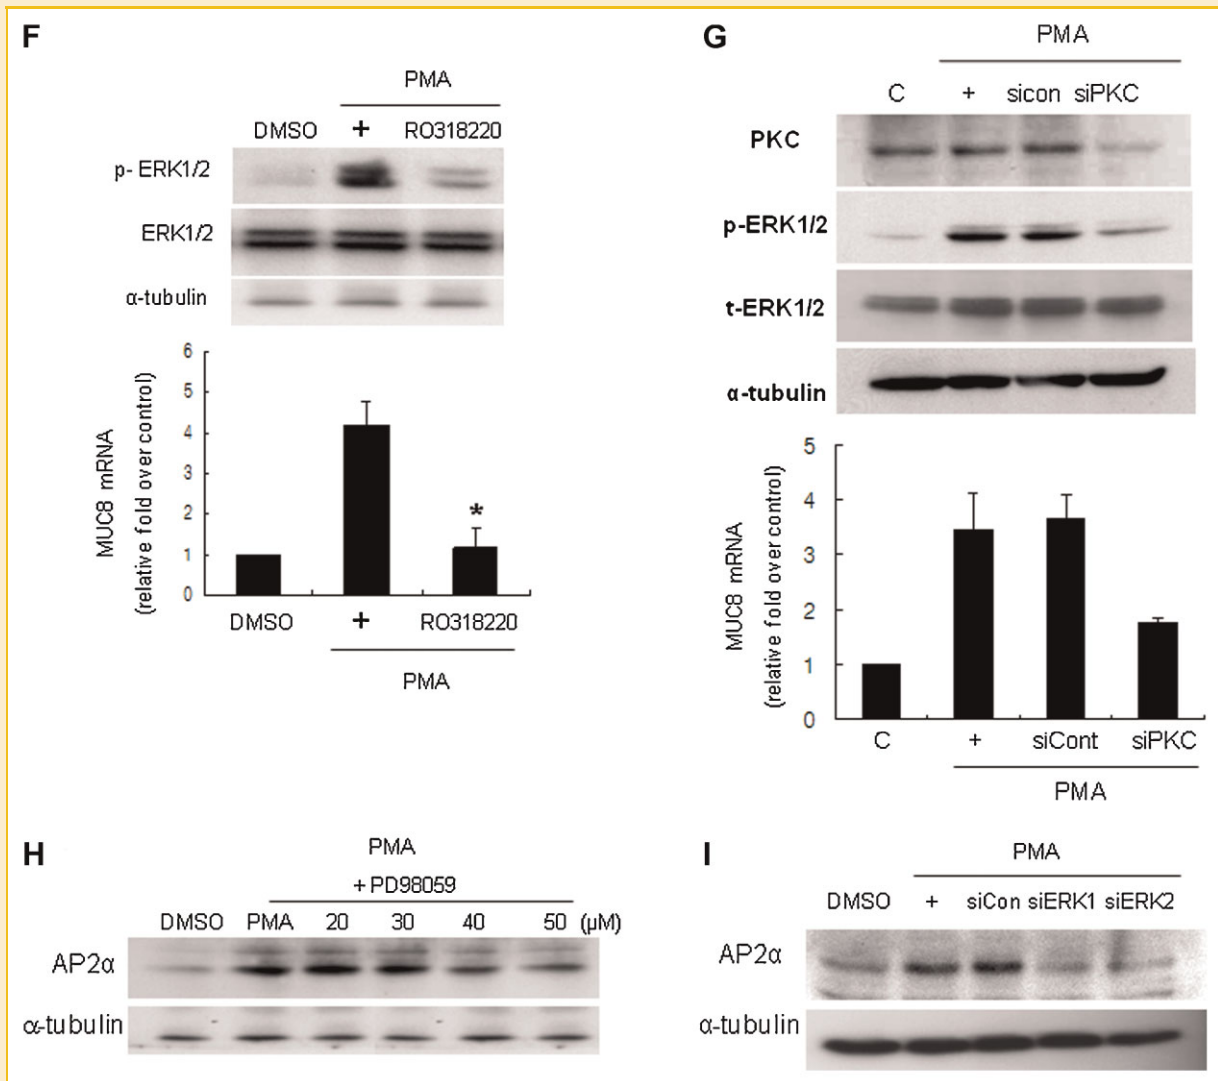 F
PMA
DMSO + RO318220
p- ERK1/2
ERK1/2
α-tubulin
MUC8 mRNA
(relative fold over control)
6
5
4
3
2
1
0
*
DMSO + RO318220
PMA
G
PMA
C + sicon siPKC
PKC
p-ERK1/2
t-ERK1/2
α-tubulin
MUC8 mRNA
(relative fold over control)
5
4
3
2
1
0
C + siCont siPKC
PMA
H
PMA
+ PD98059
DMSO PMA 20 30 40 50 (µM)
AP2α
α-tubulin
I
PMA
DMSO + siCon siERK1 siERK2
AP2α
α-tubulin